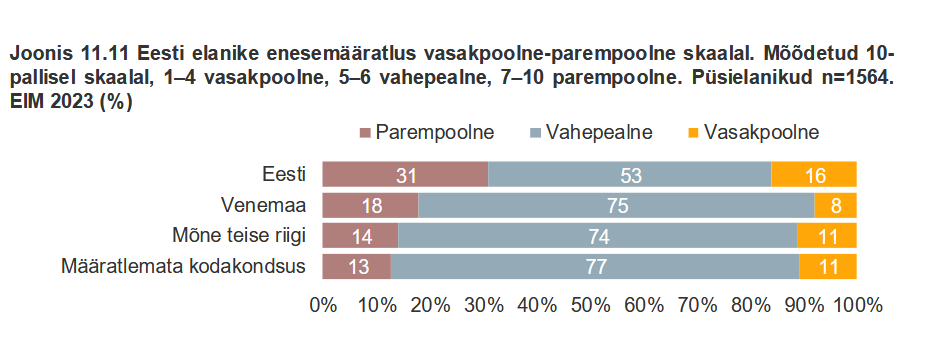 Joonis 11.11 Eesti elanike enesemääratlus vasakpoolne-parempoolne skaalal. Mõõdetud 10-
pallisel skaalal, 1–4 vasakpoolne, 5–6 vahepealne, 7–10 parempoolne. Püsielanikud n=1564.
EIM 2023 (%)
Parempoolne Vahepealne Vasakpoolne
Eesti 31 53 16
Venemaa 18 75 8
Mõne teise riigi 14 74 11
Määratlemata kodakondsus 13 77 11
0% 10% 20% 30% 40% 50% 60% 70% 80% 90% 100%